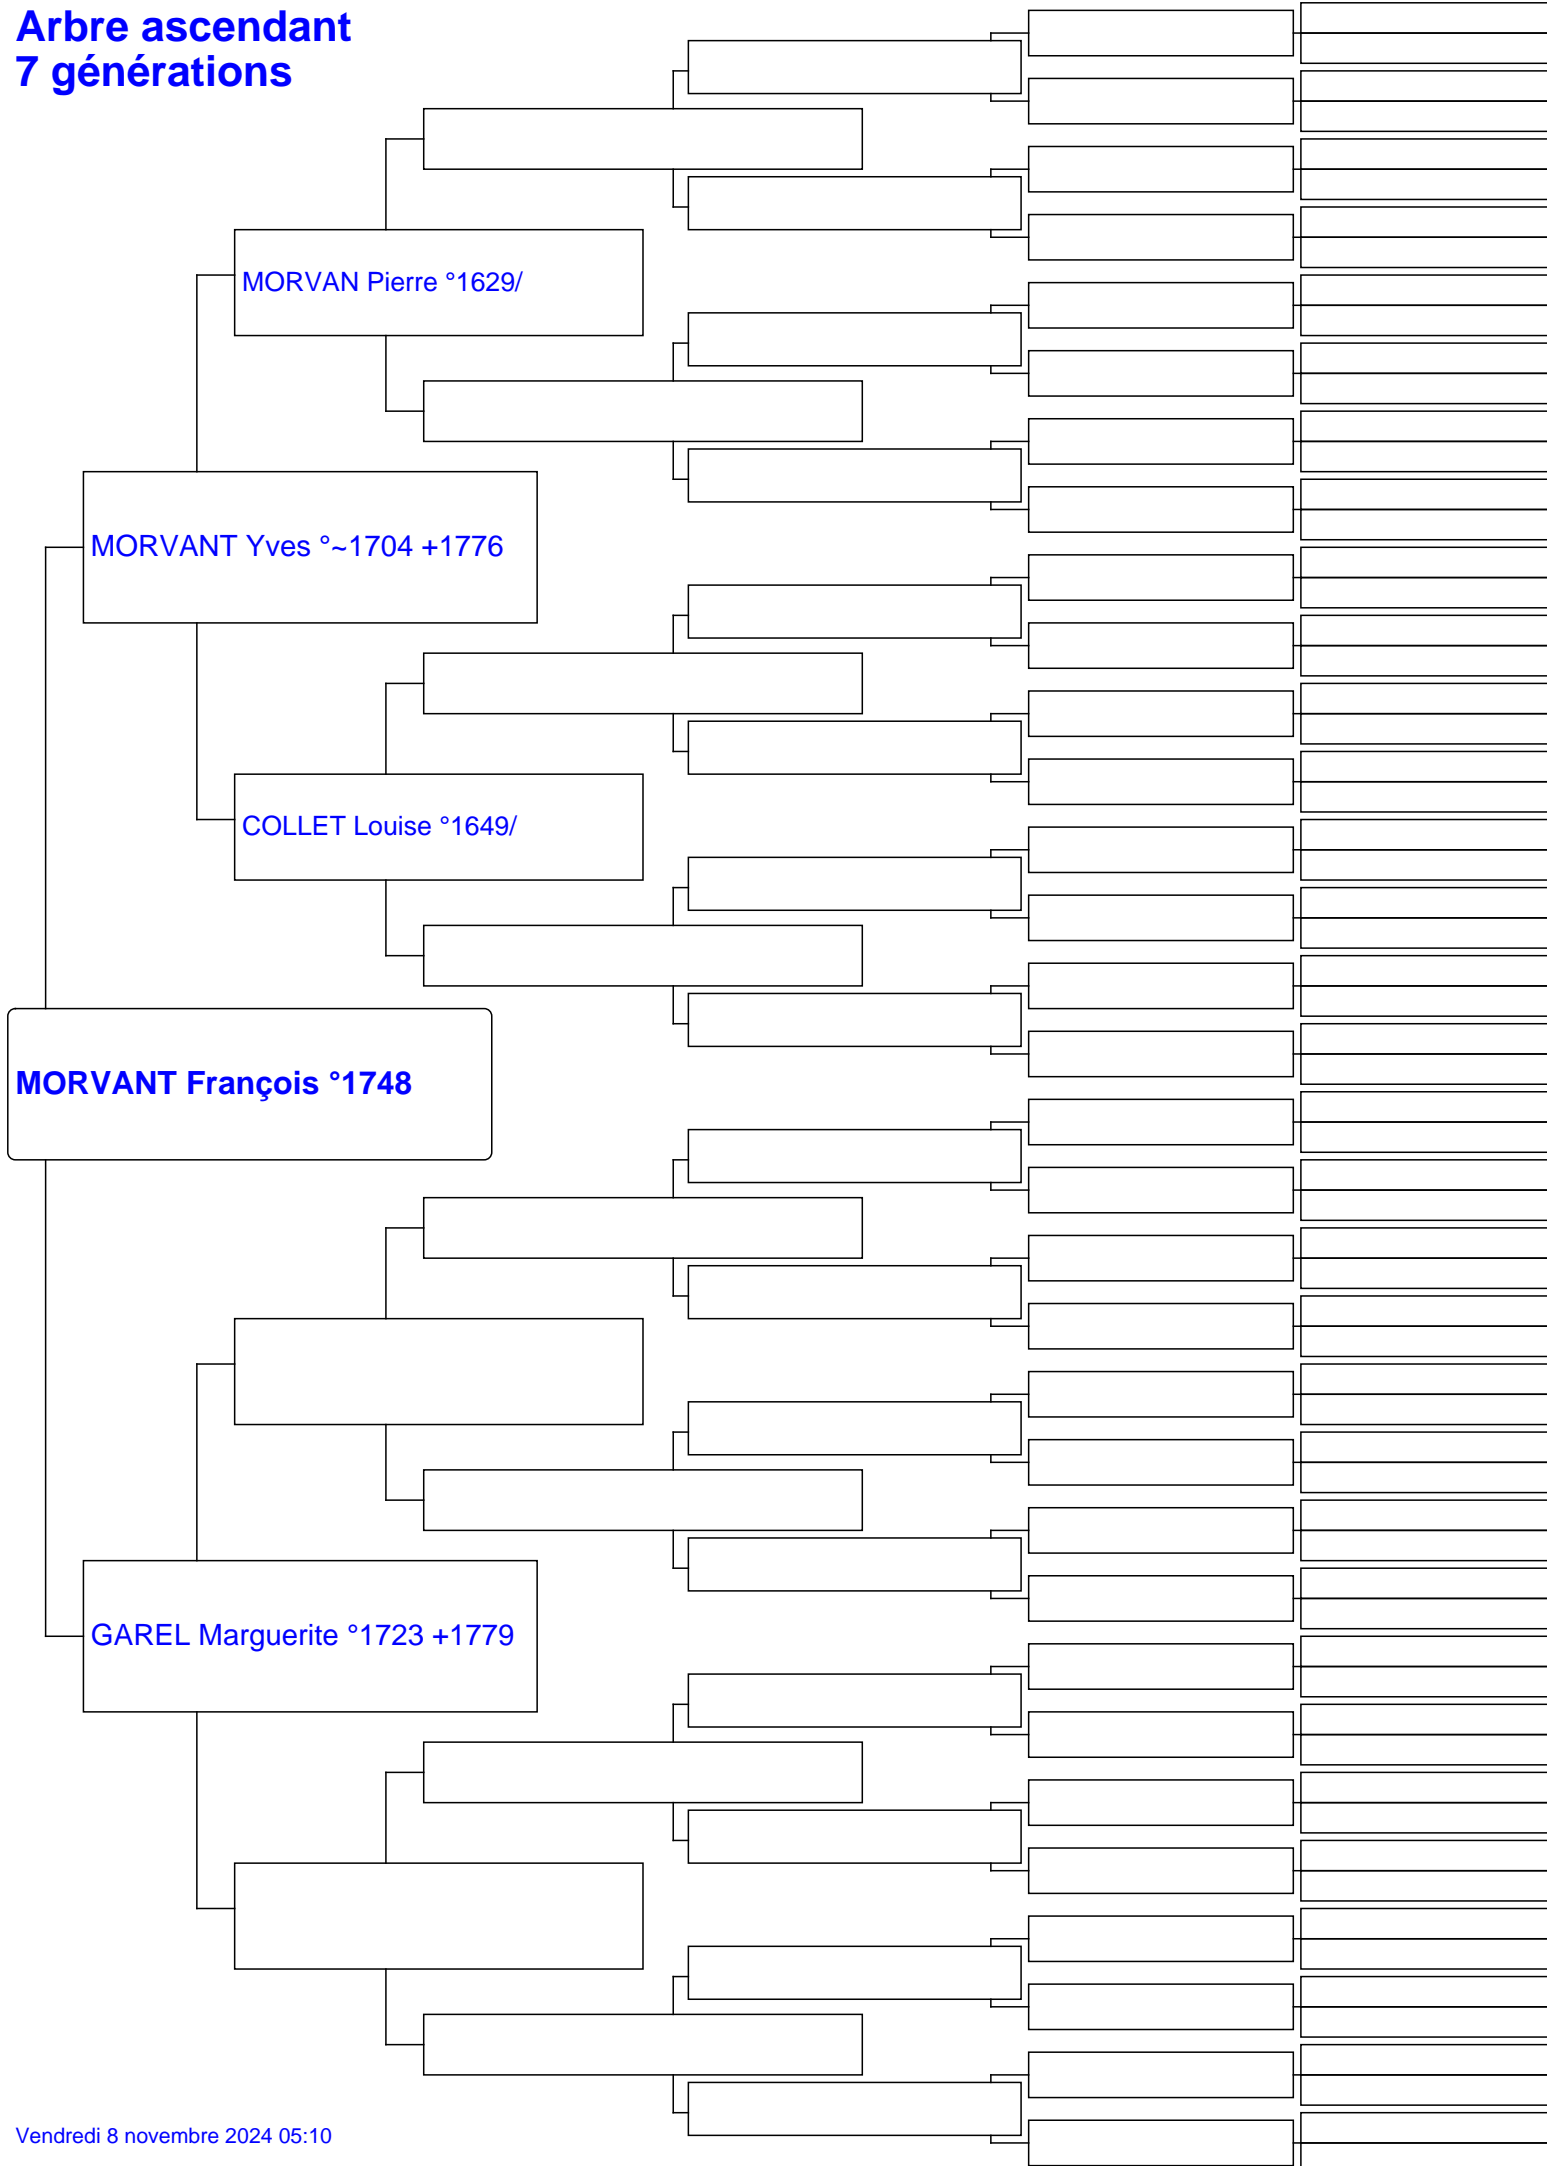 Arbre ascendant
7 générations
MORVAN Pierre °1629/
MORVANT Yves °~1704 +1776
COLLET Louise °1649/
MORVANT François °1748
GAREL Marguerite °1723 +1779
Vendredi 8 novembre 2024 05:10